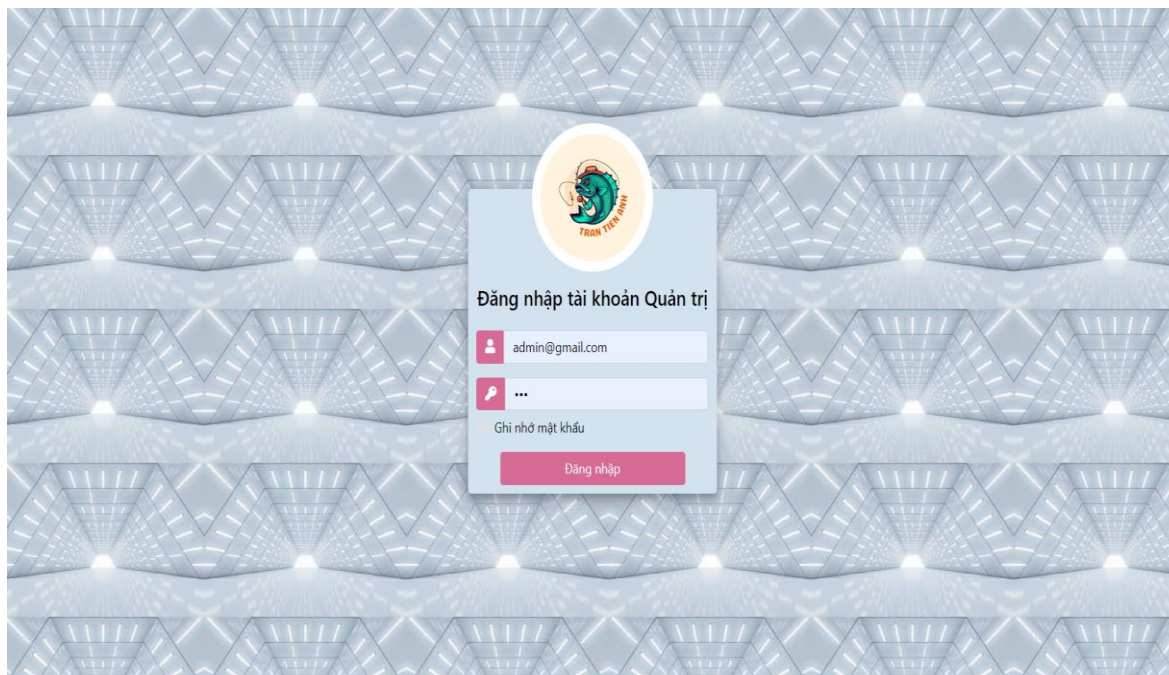 TRAN TIEN ANH
Đăng nhập tài khoản Quản trị
admin@gmail.com
•••
Ghi nhớ mật khẩu
Đăng nhập